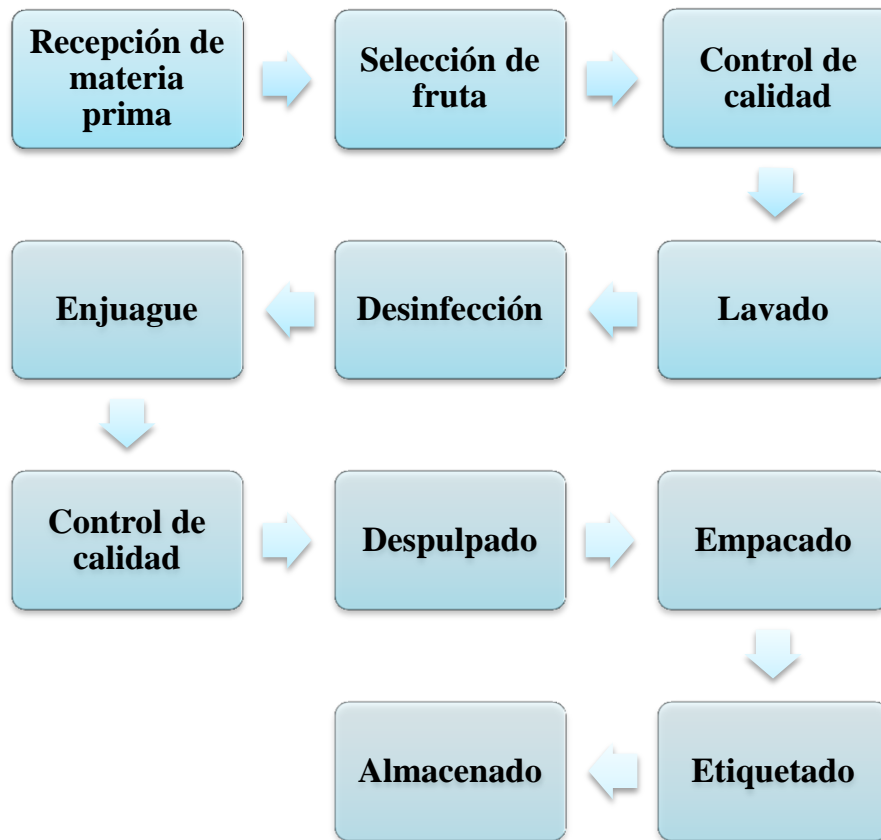 Recepción de
materia
prima
Selección de
fruta
Control de
calidad
Lavado
Desinfección
Enjuague
Control de
calidad
Despulpado
Empacado
Etiquetado
Almacenado